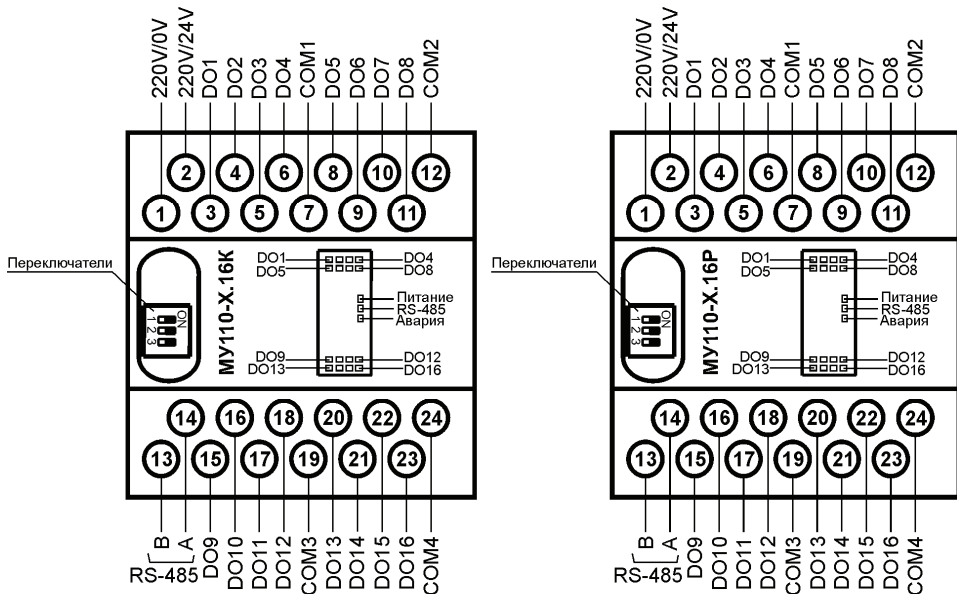 220V/0V
220V/24V
DO1
DO2
DO3
DO4
COM1
DO5
DO6
DO7
DO8
COM2
2 4 6 8 10 12
1 3 5 7 9 11
Переключатели
ON
1
2
3
МУ110-Х.16К
DO1 DO4
DO5 DO8
Питание
RS-485
Авария
DO9 DO12
DO13 DO16
14 16 18 20 22 24
13 15 17 19 21 23
B
A
RS-485
DO9
DO10
DO11
DO12
COM3
DO13
DO14
DO15
DO16
COM4
220V/0V
220V/24V
DO1
DO2
DO3
DO4
COM1
DO5
DO6
DO7
DO8
COM2
2 4 6 8 10 12
1 3 5 7 9 11
Переключатели
ON
1
2
3
МУ110-Х.16Р
DO1 DO4
DO5 DO8
Питание
RS-485
Авария
DO9 DO12
DO13 DO16
14 16 18 20 22 24
13 15 17 19 21 23
B
A
RS-485
DO9
DO10
DO11
DO12
COM3
DO13
DO14
DO15
DO16
COM4